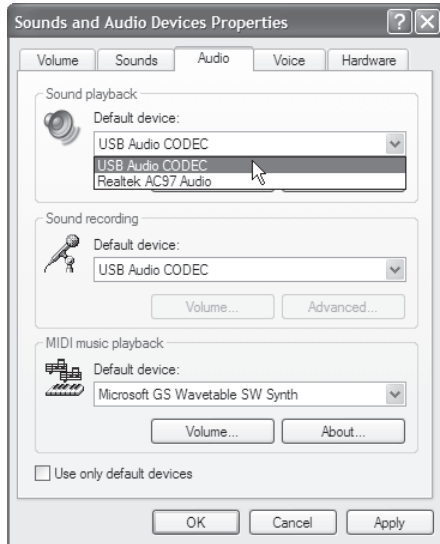 Sounds and Audio Devices Properties
Volume
Sounds
Audio
Voice
Hardware
Sound playback
Default device:
USB Audio CODEC
USB Audio CODEC
Realtek AC97 Audio
Sound recording
Default device:
USB Audio CODEC
Volume...
Advanced...
MIDI music playback
Default device:
Microsoft GS Wavetable SW Synth
Volume...
About...
Use only default devices
OK
Cancel
Apply